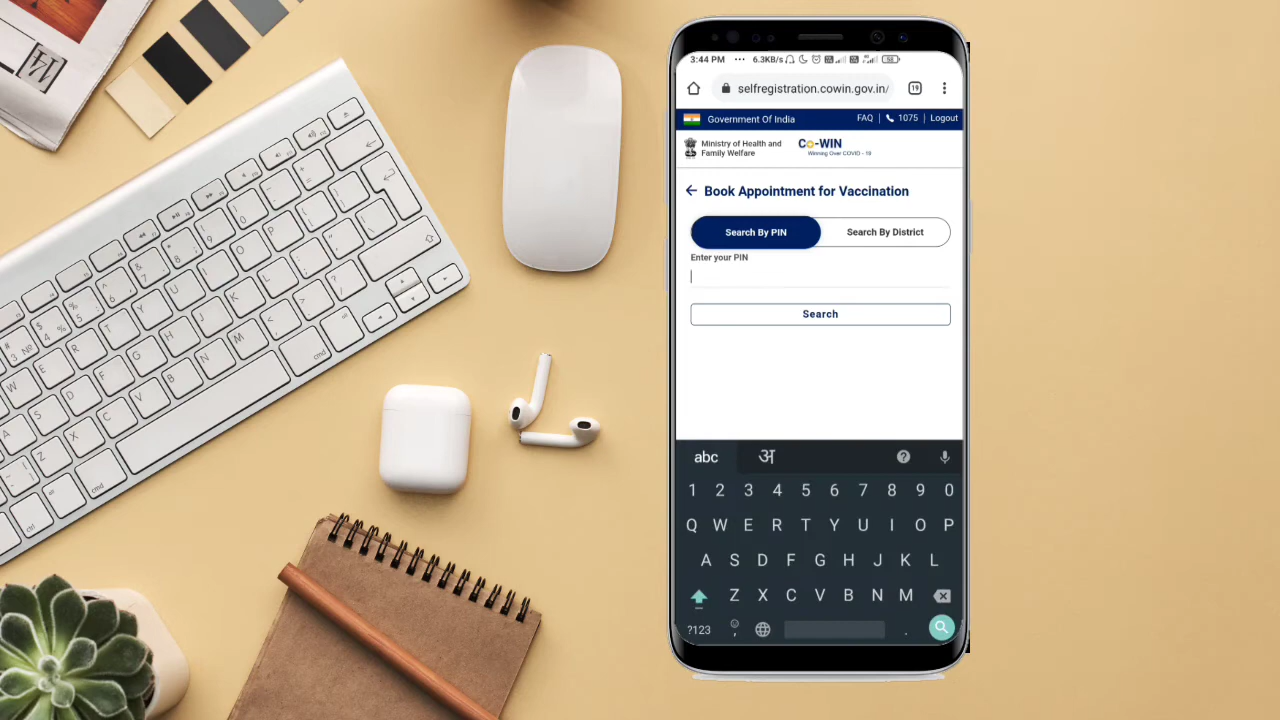 3:44 PM ... 6.3KB/s 58
selfregistration.cowin.gov.in/ 19
Government Of India FAQ | 1075 | Logout
Ministry of Health and
Family Welfare
Co-WIN
Winning Over COVID - 19
Book Appointment for Vaccination
Search By PIN Search By District
Enter your PIN
Search
abc अ ?
1 2 3 4 5 6 7 8 9 0
Q W E R T Y U I O P
A S D F G H J K L
Z X C V B N M
?123 , .